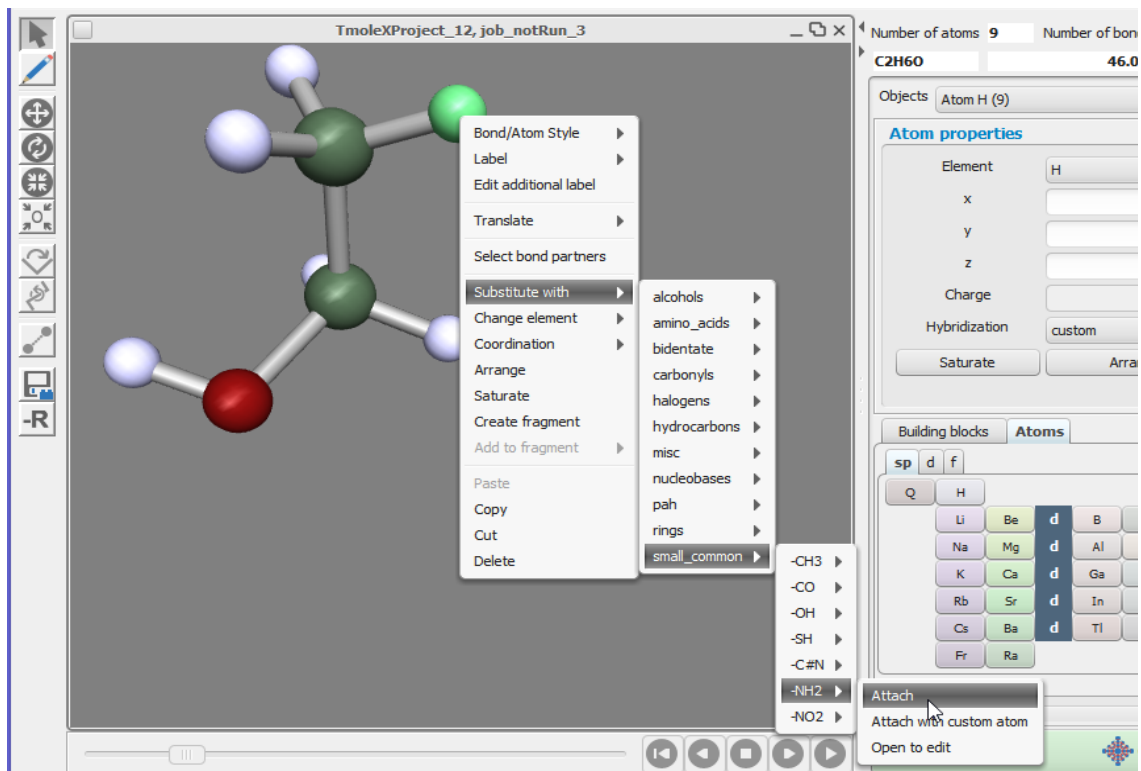 TmoleXProject_12, job_notRun_3
Number of atoms 9 Number of bon
C2H6O 46.0
Objects Atom H (9)
Atom properties
Element H
x
y
z
Charge
Hybridization custom
Saturate Arra
Building blocks Atoms
sp d f
Q H
Li Be d B
Na Mg d Al
K Ca d Ga
Rb Sr d In
Cs Ba d Tl
Fr Ra
-R
Bond/Atom Style
Label
Edit additional label
Translate
Select bond partners
Substitute with
Change element
Coordination
Arrange
Saturate
Create fragment
Add to fragment
Paste
Copy
Cut
Delete
alcohols
amino_acids
bidentate
carbonyls
halogens
hydrocarbons
misc
nucleobases
pah
rings
small_common
-CH3
-CO
-OH
-SH
-C#N
-NH2
-NO2
Attach
Attach with custom atom
Open to edit